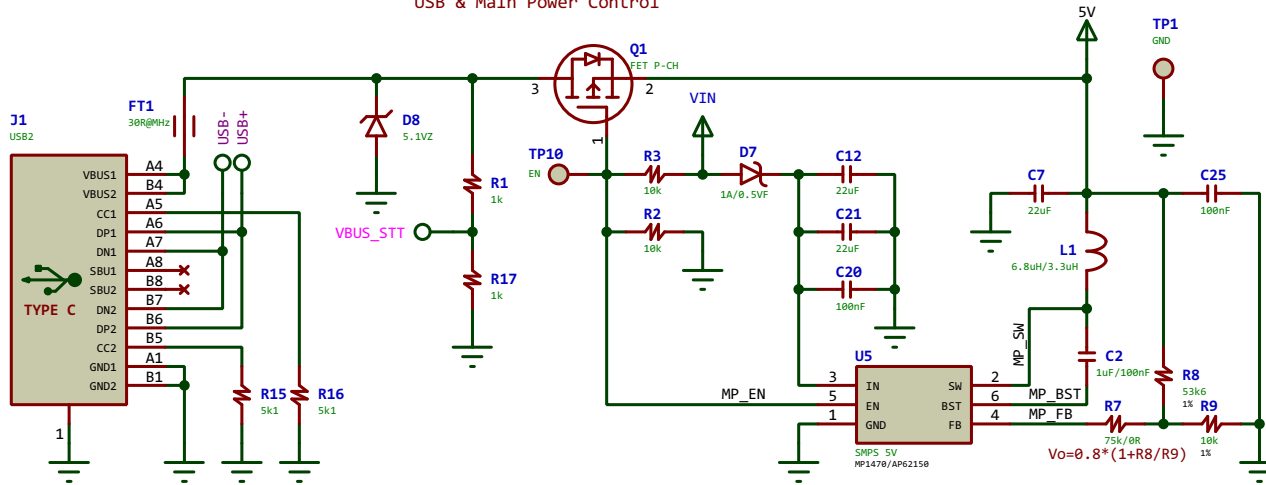 USB & Main Power Control
5V
TP1
GND
Q1
FET P-CH
3
2
1
VIN
J1
USB2
FT1
30R@MHz
USB-
USB+
D8
5.1VZ
TP10
EN
R3
10k
D7
1A/0.5VF
C12
22uF
R1
1k
R2
10k
C21
22uF
C7
22uF
C25
100nF
VBUS_STT
L1
6.8uH/3.3uH
R17
1k
C20
100nF
VBUS1
A4
VBUS2
B4
CC1
A5
DP1
A6
DN1
A7
SBU1
A8
SBU2
B8
DN2
B7
DP2
B6
CC2
B5
GND1
A1
GND2
B1
TYPE C
1
R15
5k1
R16
5k1
MP_SW
C2
1uF/100nF
U5
3
IN
SW
2
5
EN
BST
6
1
GND
FB
4
MP_EN
MP_BST
MP_FB
SMPS 5V
MP1470/AP62150
R8
53k6
1%
R7
75k/0R
R9
10k
1%
Vo=0.8*(1+R8/R9)